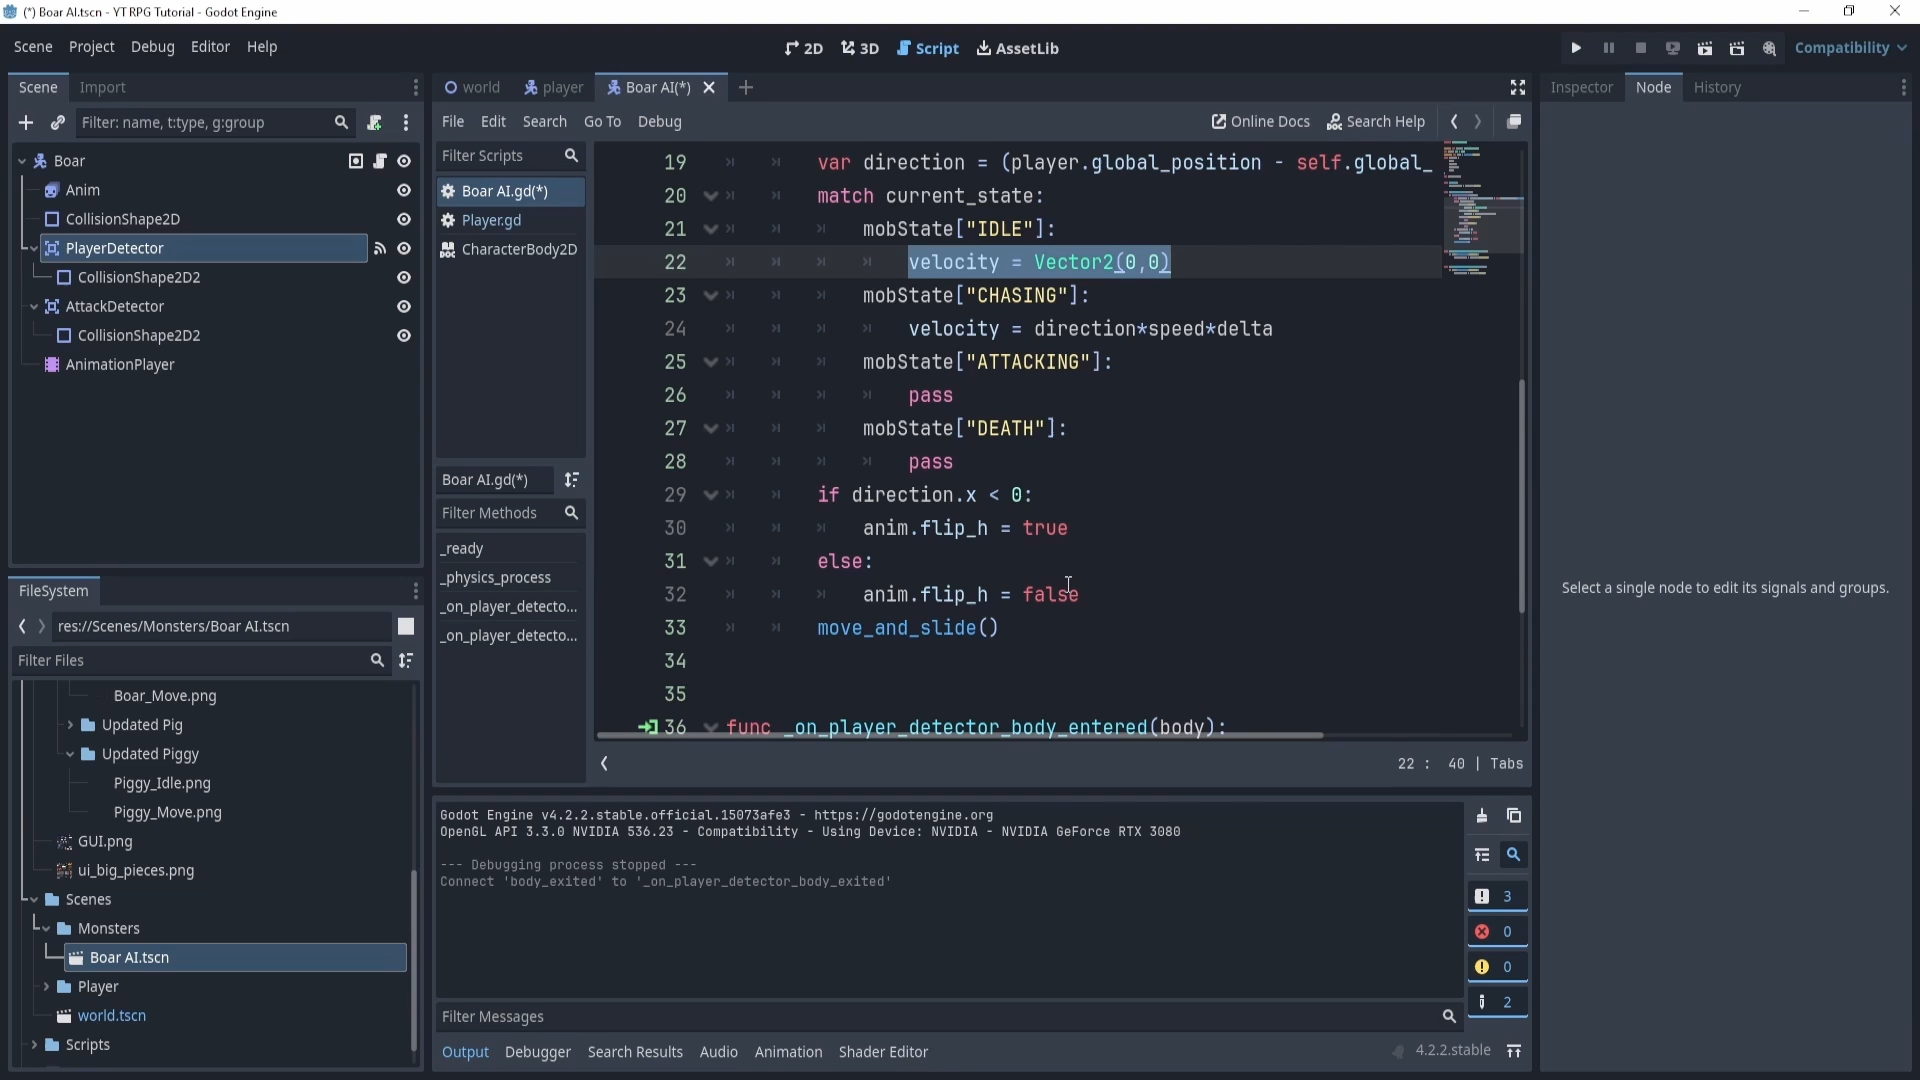 (*) Boar AI.tscn - YT RPG Tutorial - Godot Engine
Scene Project Debug Editor Help
2D 3D Script AssetLib
Compatibility
Scene Import
world player Boar AI(*)
Inspector Node History
Filter: name, t:type, g:group
File Edit Search Go To Debug
Online Docs Search Help
Boar
Anim
CollisionShape2D
PlayerDetector
CollisionShape2D2
AttackDetector
CollisionShape2D2
AnimationPlayer
Filter Scripts
Boar AI.gd(*)
Player.gd
CharacterBody2D
Boar AI.gd(*)
Filter Methods
_ready
_physics_process
_on_player_detecto...
_on_player_detecto...
19 var direction = (player.global_position - self.global_
20 match current_state:
21 mobState["IDLE"]:
22 velocity = Vector2(0,0)
23 mobState["CHASING"]:
24 velocity = direction*speed*delta
25 mobState["ATTACKING"]:
26 pass
27 mobState["DEATH"]:
28 pass
29 if direction.x < 0:
30 anim.flip_h = true
31 else:
32 anim.flip_h = false
33 move_and_slide()
34
35
36 func _on_player_detector_body_entered(body):
22 : 40 | Tabs
Select a single node to edit its signals and groups.
FileSystem
res://Scenes/Monsters/Boar AI.tscn
Filter Files
Boar_Move.png
Updated Pig
Updated Piggy
Piggy_Idle.png
Piggy_Move.png
GUI.png
ui_big_pieces.png
Scenes
Monsters
Boar AI.tscn
Player
world.tscn
Scripts
Godot Engine v4.2.2.stable.official.15073afe3 - https://godotengine.org
OpenGL API 3.3.0 NVIDIA 536.23 - Compatibility - Using Device: NVIDIA - NVIDIA GeForce RTX 3080
--- Debugging process stopped ---
Connect 'body_exited' to '_on_player_detector_body_exited'
3
0
0
2
Filter Messages
Output Debugger Search Results Audio Animation Shader Editor
4.2.2.stable